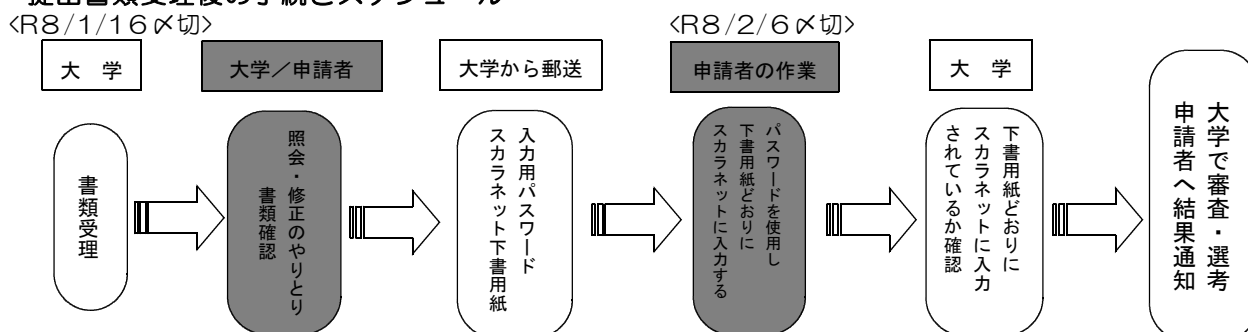 提出書類受理後の手続とスケジュール
<R8/1/16〆切>
<R8/2/6〆切>
大 学
大学/申請者
大学から郵送
申請者の作業
大 学
書類受理
照会・修正のやりとり
書類確認
入力用パスワード
スカラネット下書用紙
パスワードを使用し
下書用紙どおりに
スカラネットに入力する
下書用紙どおりに
スカラネットに入力
されているか確認
大学で審査・選考
申請者へ結果通知